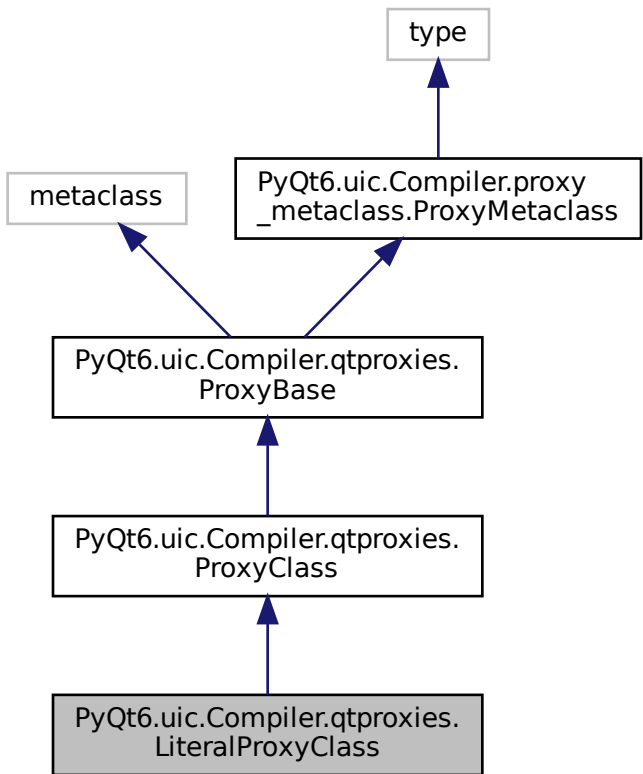 type
metaclass
PyQt6.uic.Compiler.proxy
_metaclass.ProxyMetaclass
PyQt6.uic.Compiler.qtproxies.
ProxyBase
PyQt6.uic.Compiler.qtproxies.
ProxyClass
PyQt6.uic.Compiler.qtproxies.
LiteralProxyClass